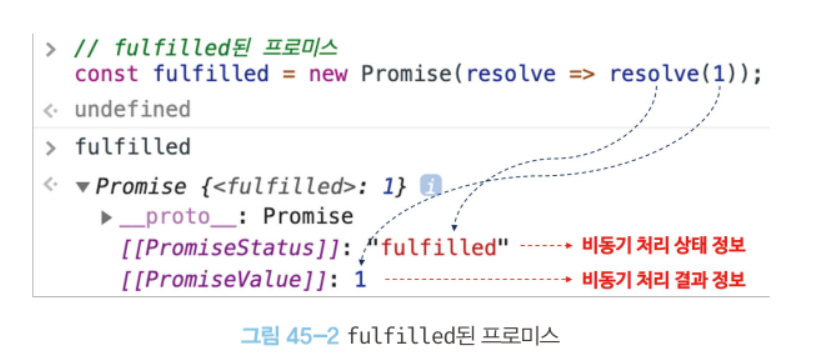 > // fulfilled된 프로미스
const fulfilled = new Promise(resolve => resolve(1));
undefined
> fulfilled
▼Promise {<fulfilled>: 1} i
▶__proto__: Promise
[[PromiseStatus]]: "fulfilled" 비동기 처리 상태 정보
[[PromiseValue]]: 1 비동기 처리 결과 정보
그림 45-2 fulfilled된 프로미스